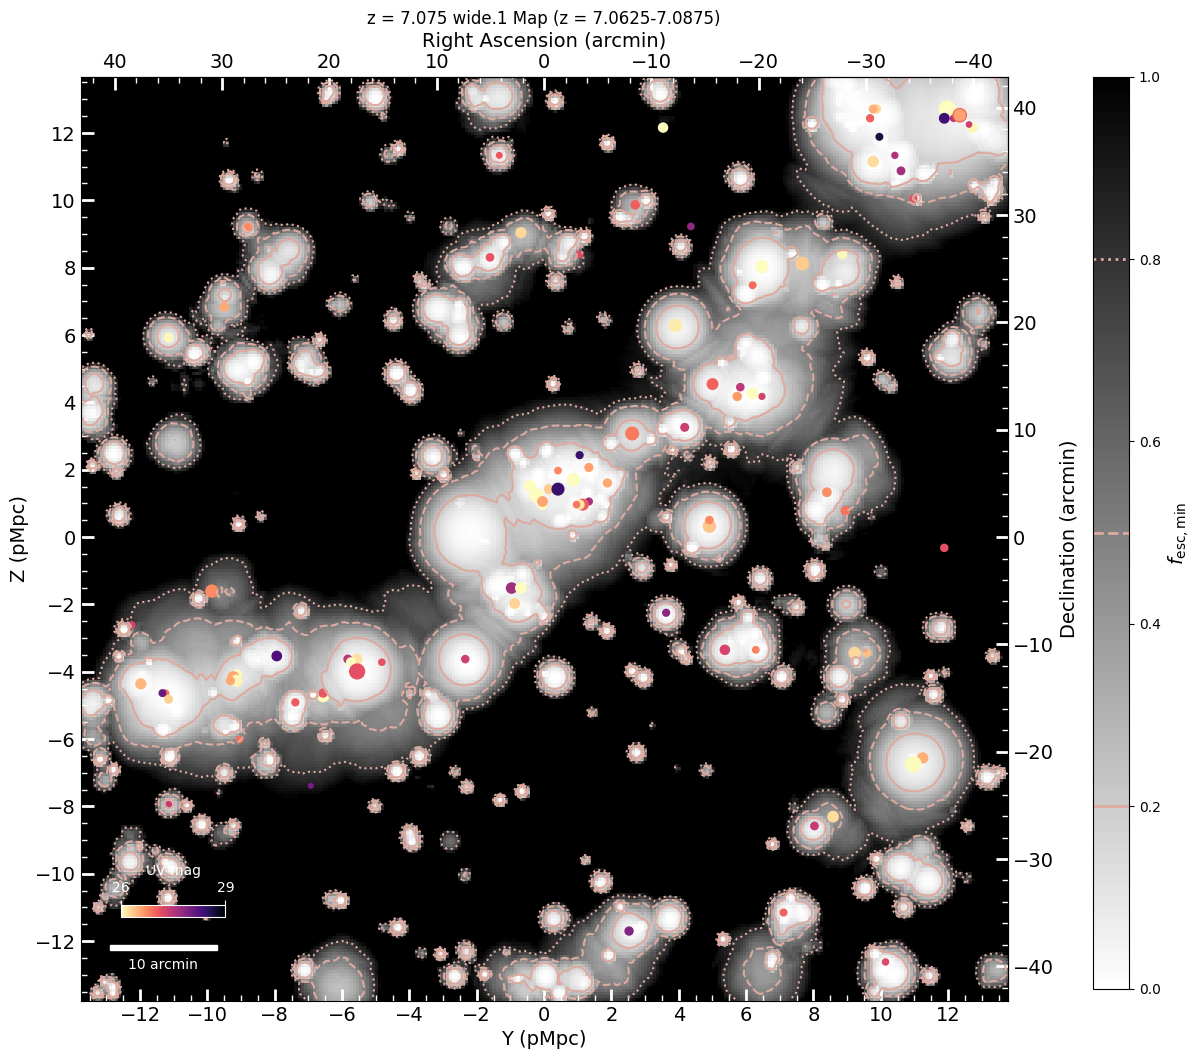 z = 7.075 wide.1 Map (z = 7.0625-7.0875)
Right Ascension (arcmin)
40 30 20 10 0 −10 −20 −30 −40
12
10
8
6
4
2
0
−2
−4
−6
−8
−10
−12
Z (pMpc)
40
30
20
10
0
−10
−20
−30
−40
Declination (arcmin)
UV mag
26 29
10 arcmin
−12 −10 −8 −6 −4 −2 0 2 4 6 8 10 12
Y (pMpc)
1.0
0.8
0.6
0.4
0.2
0.0
fesc,min